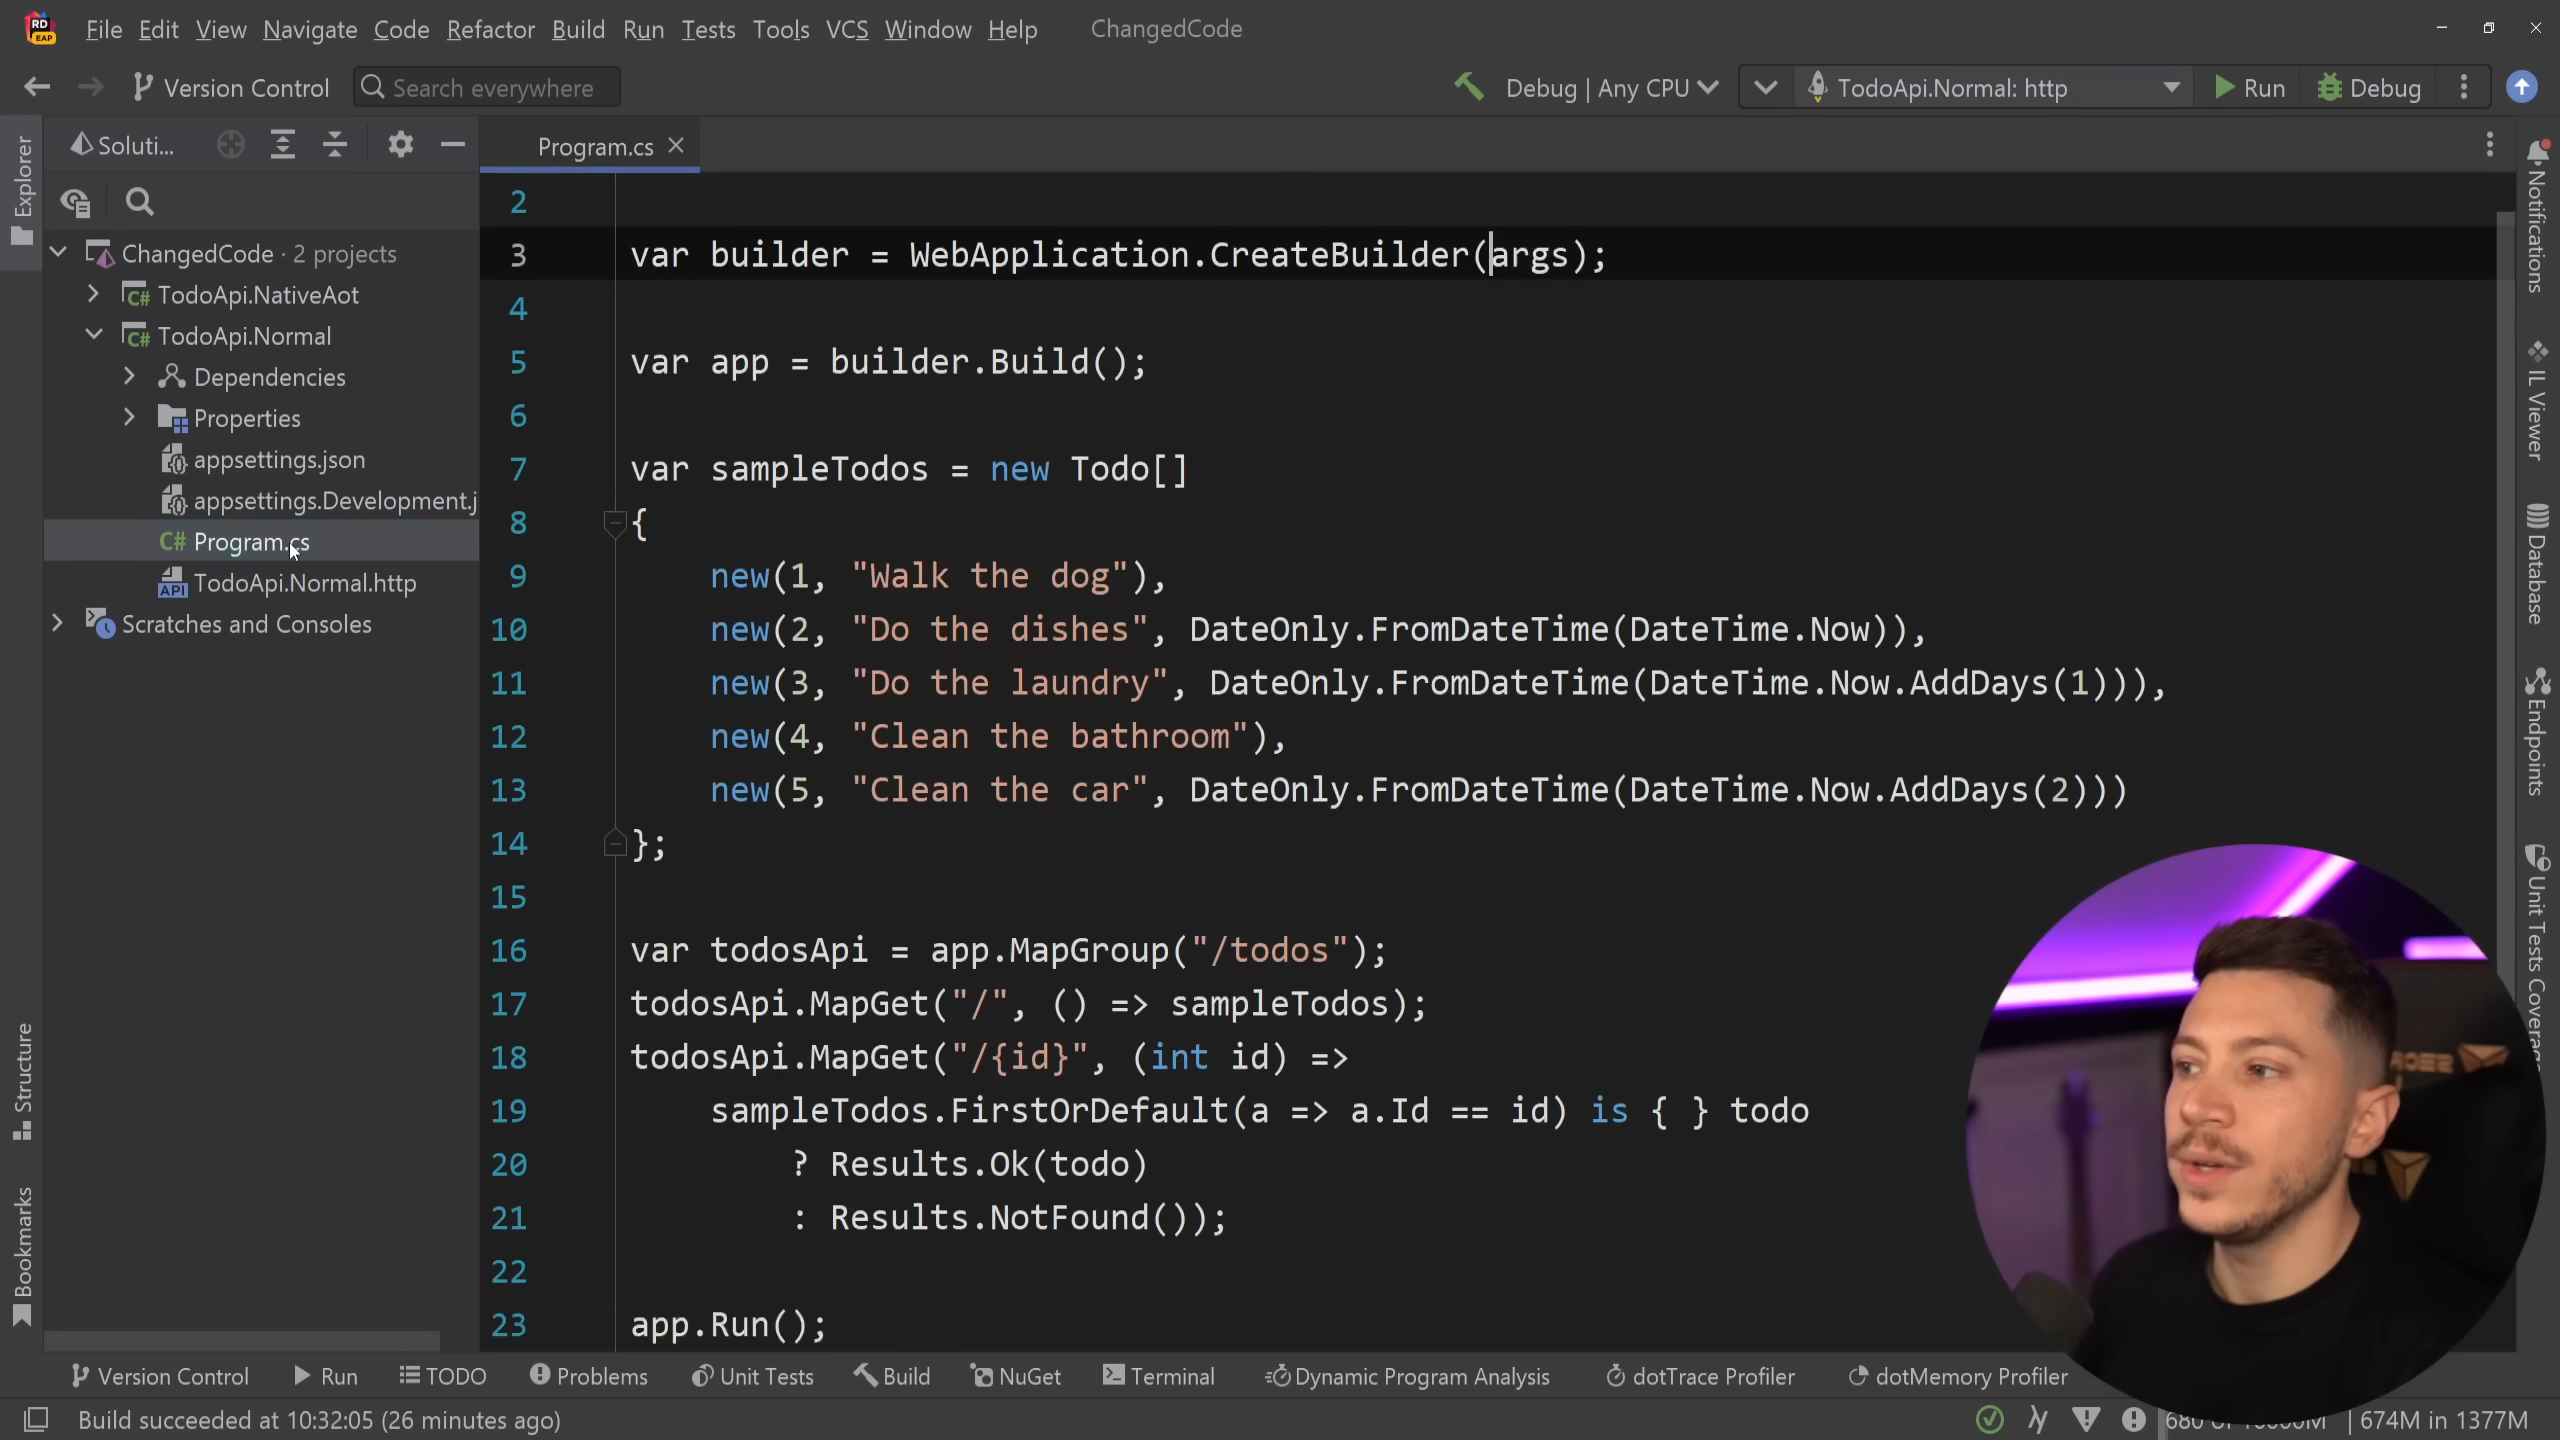 RD
EAP
File Edit View Navigate Code Refactor Build Run Tests Tools VCS Window Help ChangedCode
Version Control Search everywhere Debug | Any CPU TodoApi.Normal: http Run Debug
Explorer
Soluti...
Program.cs
ChangedCode · 2 projects
TodoApi.NativeAot
TodoApi.Normal
Dependencies
Properties
appsettings.json
appsettings.Development.j
C# Program.cs
API TodoApi.Normal.http
Scratches and Consoles
Structure
Bookmarks
2
3 var builder = WebApplication.CreateBuilder(args);
4
5 var app = builder.Build();
6
7 var sampleTodos = new Todo[]
8 {
9 new(1, "Walk the dog"),
10 new(2, "Do the dishes", DateOnly.FromDateTime(DateTime.Now)),
11 new(3, "Do the laundry", DateOnly.FromDateTime(DateTime.Now.AddDays(1))),
12 new(4, "Clean the bathroom"),
13 new(5, "Clean the car", DateOnly.FromDateTime(DateTime.Now.AddDays(2)))
14 };
15
16 var todosApi = app.MapGroup("/todos");
17 todosApi.MapGet("/", () => sampleTodos);
18 todosApi.MapGet("/{id}", (int id) =>
19 sampleTodos.FirstOrDefault(a => a.Id == id) is { } todo
20 ? Results.Ok(todo)
21 : Results.NotFound());
22
23 app.Run();
Notifications
IL Viewer
Database
Endpoints
Unit Tests Coverage
Version Control Run TODO Problems Unit Tests Build NuGet Terminal Dynamic Program Analysis dotTrace Profiler dotMemory Profiler
Build succeeded at 10:32:05 (26 minutes ago)
674M in 1377M